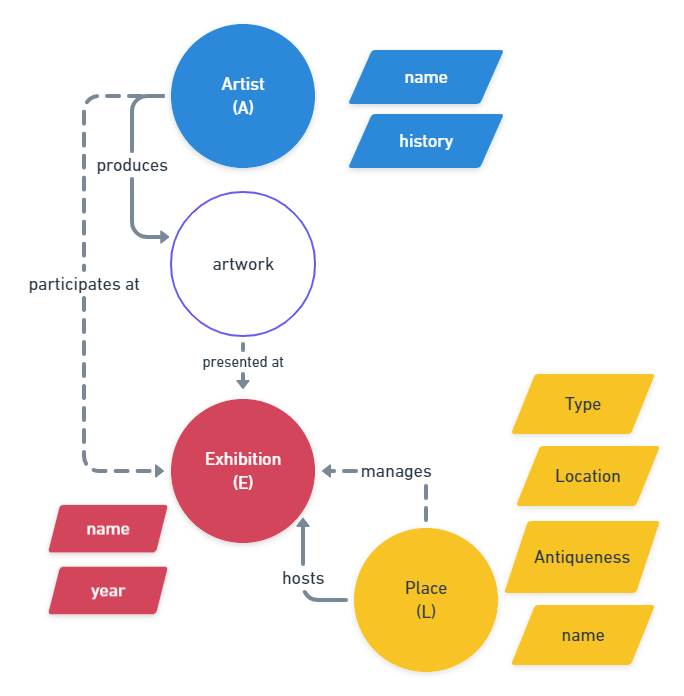 Artist
(A)
name
history
produces
artwork
participates at
presented at
Type
Exhibition
(E)
manages
Location
name
year
hosts
Place
(L)
Antiqueness
name